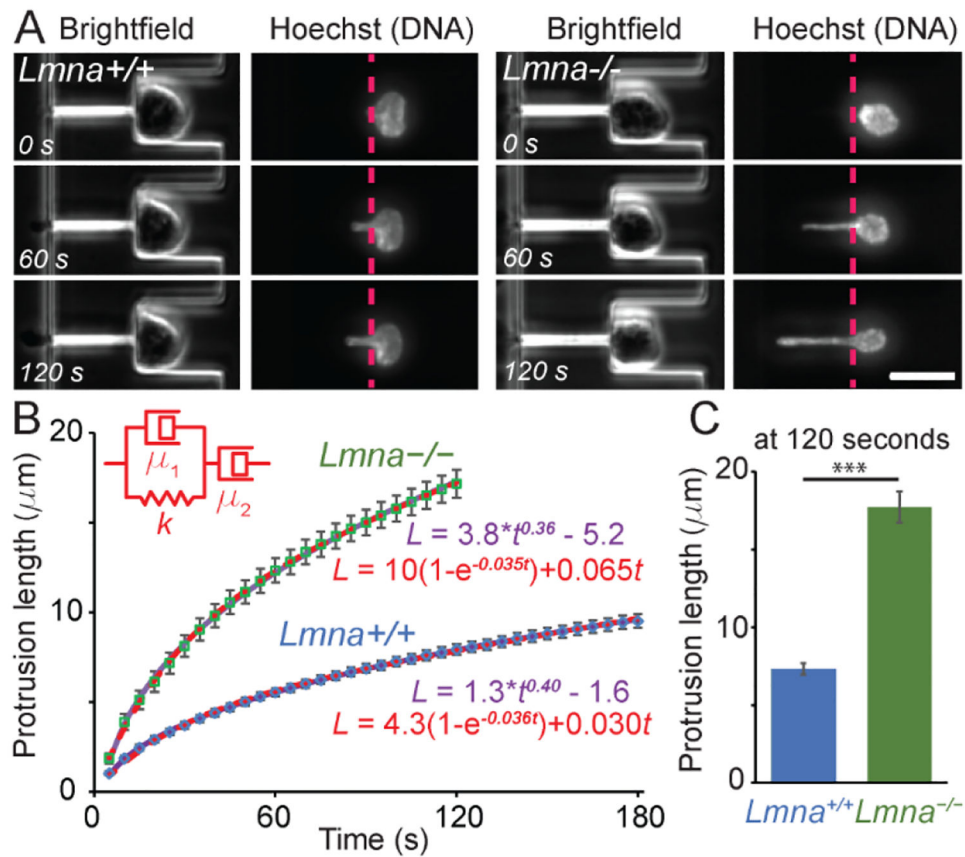 A
Brightfield
Hoechst (DNA)
Brightfield
Hoechst (DNA)
Lmna+/+
Lmna-/-
0 s
0 s
60 s
60 s
120 s
120 s
B
C
20
10
0
Protrusion length (μm)
μ1
k
μ2
Lmna−/−
L = 3.8*t^0.36 - 5.2
L = 10(1-e^-0.035t)+0.065t
Lmna+/+
L = 1.3*t^0.40 - 1.6
L = 4.3(1-e^-0.036t)+0.030t
0
60
120
180
Time (s)
at 120 seconds
***
20
10
0
Protrusion length (μm)
Lmna+/+
Lmna−/−